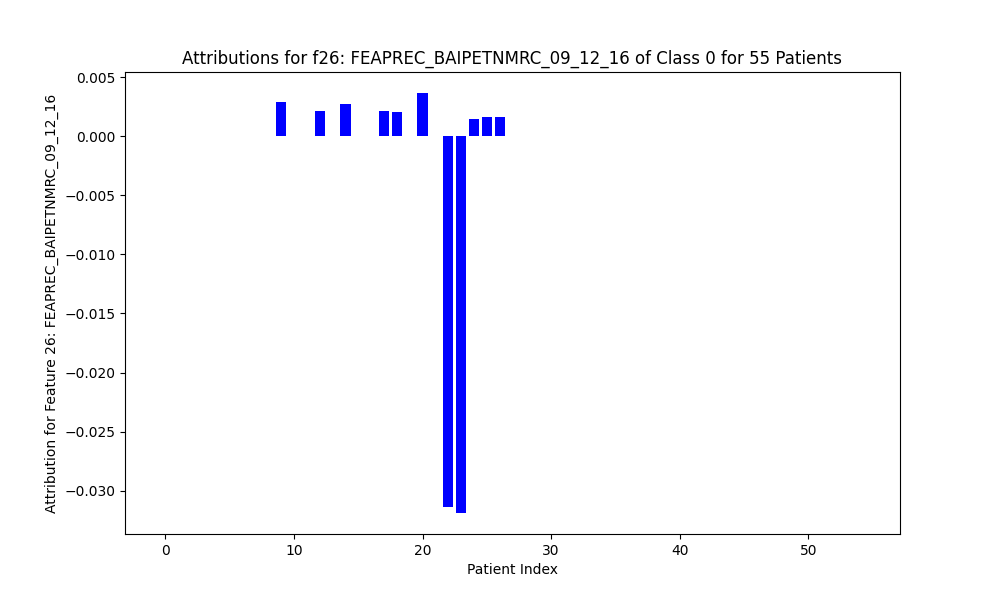 Attributions for f26: FEAPREC_BAIPETNMRC_09_12_16 of Class 0 for 55 Patients
Attribution for Feature 26: FEAPREC_BAIPETNMRC_09_12_16
0.005
0.000
−0.005
−0.010
−0.015
−0.020
−0.025
−0.030
0 10 20 30 40 50
Patient Index